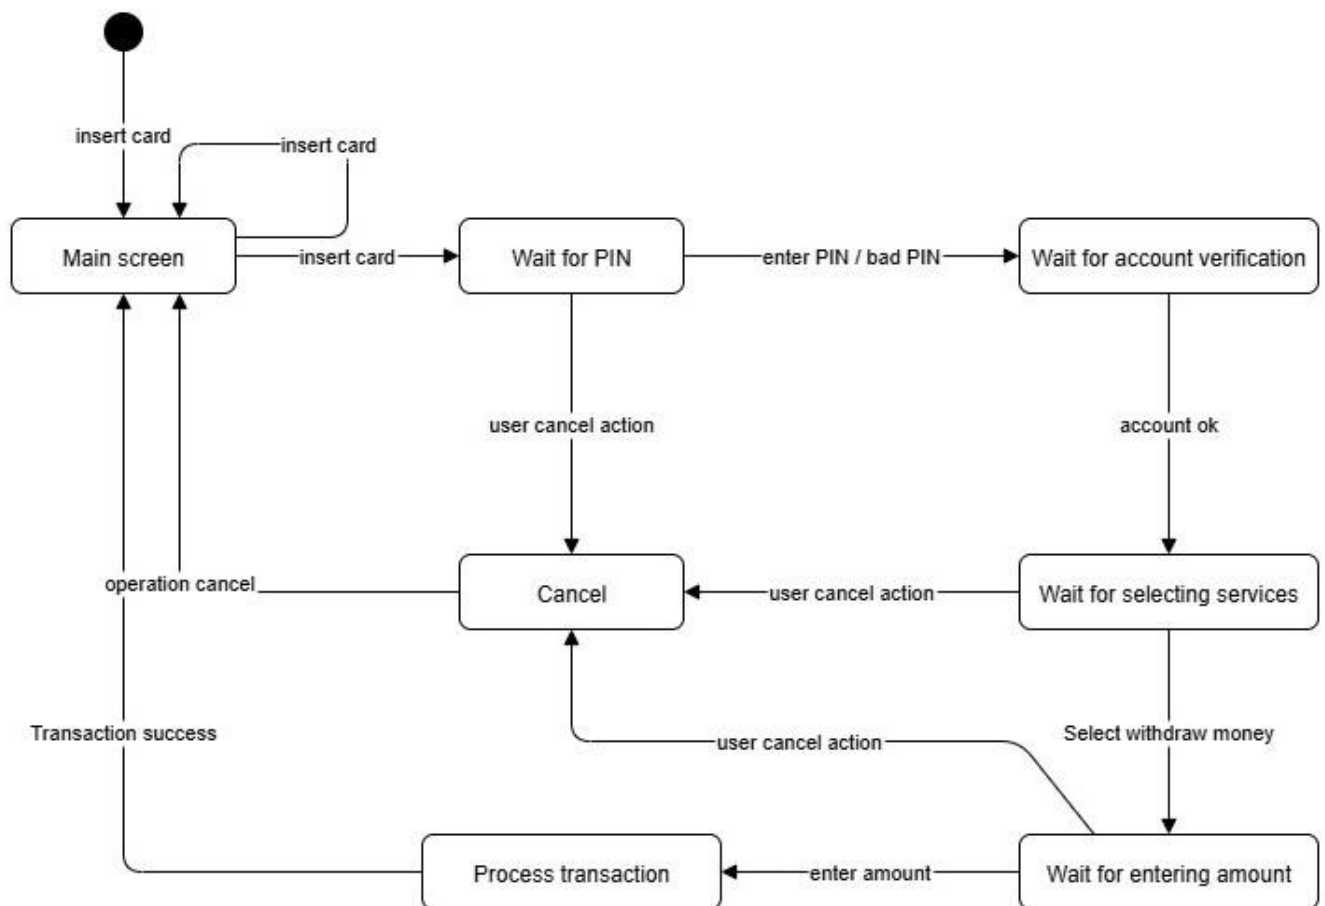 insert card
insert card
Main screen
insert card
Wait for PIN
enter PIN / bad PIN
Wait for account verification
user cancel action
account ok
operation cancel
Cancel
user cancel action
Wait for selecting services
Transaction success
user cancel action
Select withdraw money
Process transaction
enter amount
Wait for entering amount